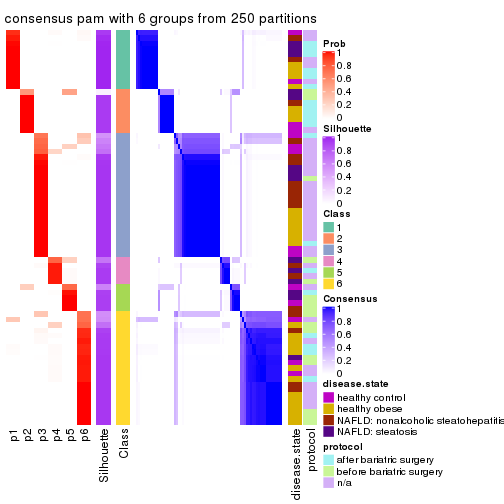 consensus pam with 6 groups from 250 partitions
Prob
1
0.8
0.6
0.4
0.2
0
Silhouette
1
0.8
0.6
0.4
0.2
0
Class
1
2
3
4
5
6
Consensus
1
0.8
0.6
0.4
0.2
0
disease.state
healthy control
healthy obese
NAFLD: nonalcoholic steatohepatitis
NAFLD: steatosis
protocol
after bariatric surgery
before bariatric surgery
n/a
p1
p2
p3
p4
p5
p6
Silhouette
Class
disease.state
protocol